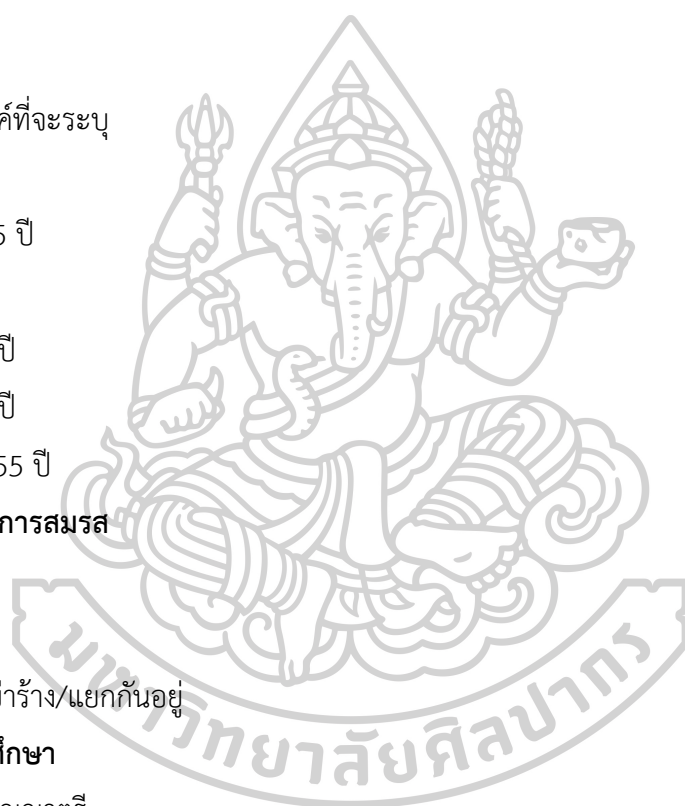 ค์ที่จะระบุ
5 ปี
ปี
ปี
55 ปี
การสมรส
ร้าง/แยกกันอยู่
ศึกษา
มหาวิทยาลัยศิลปากร